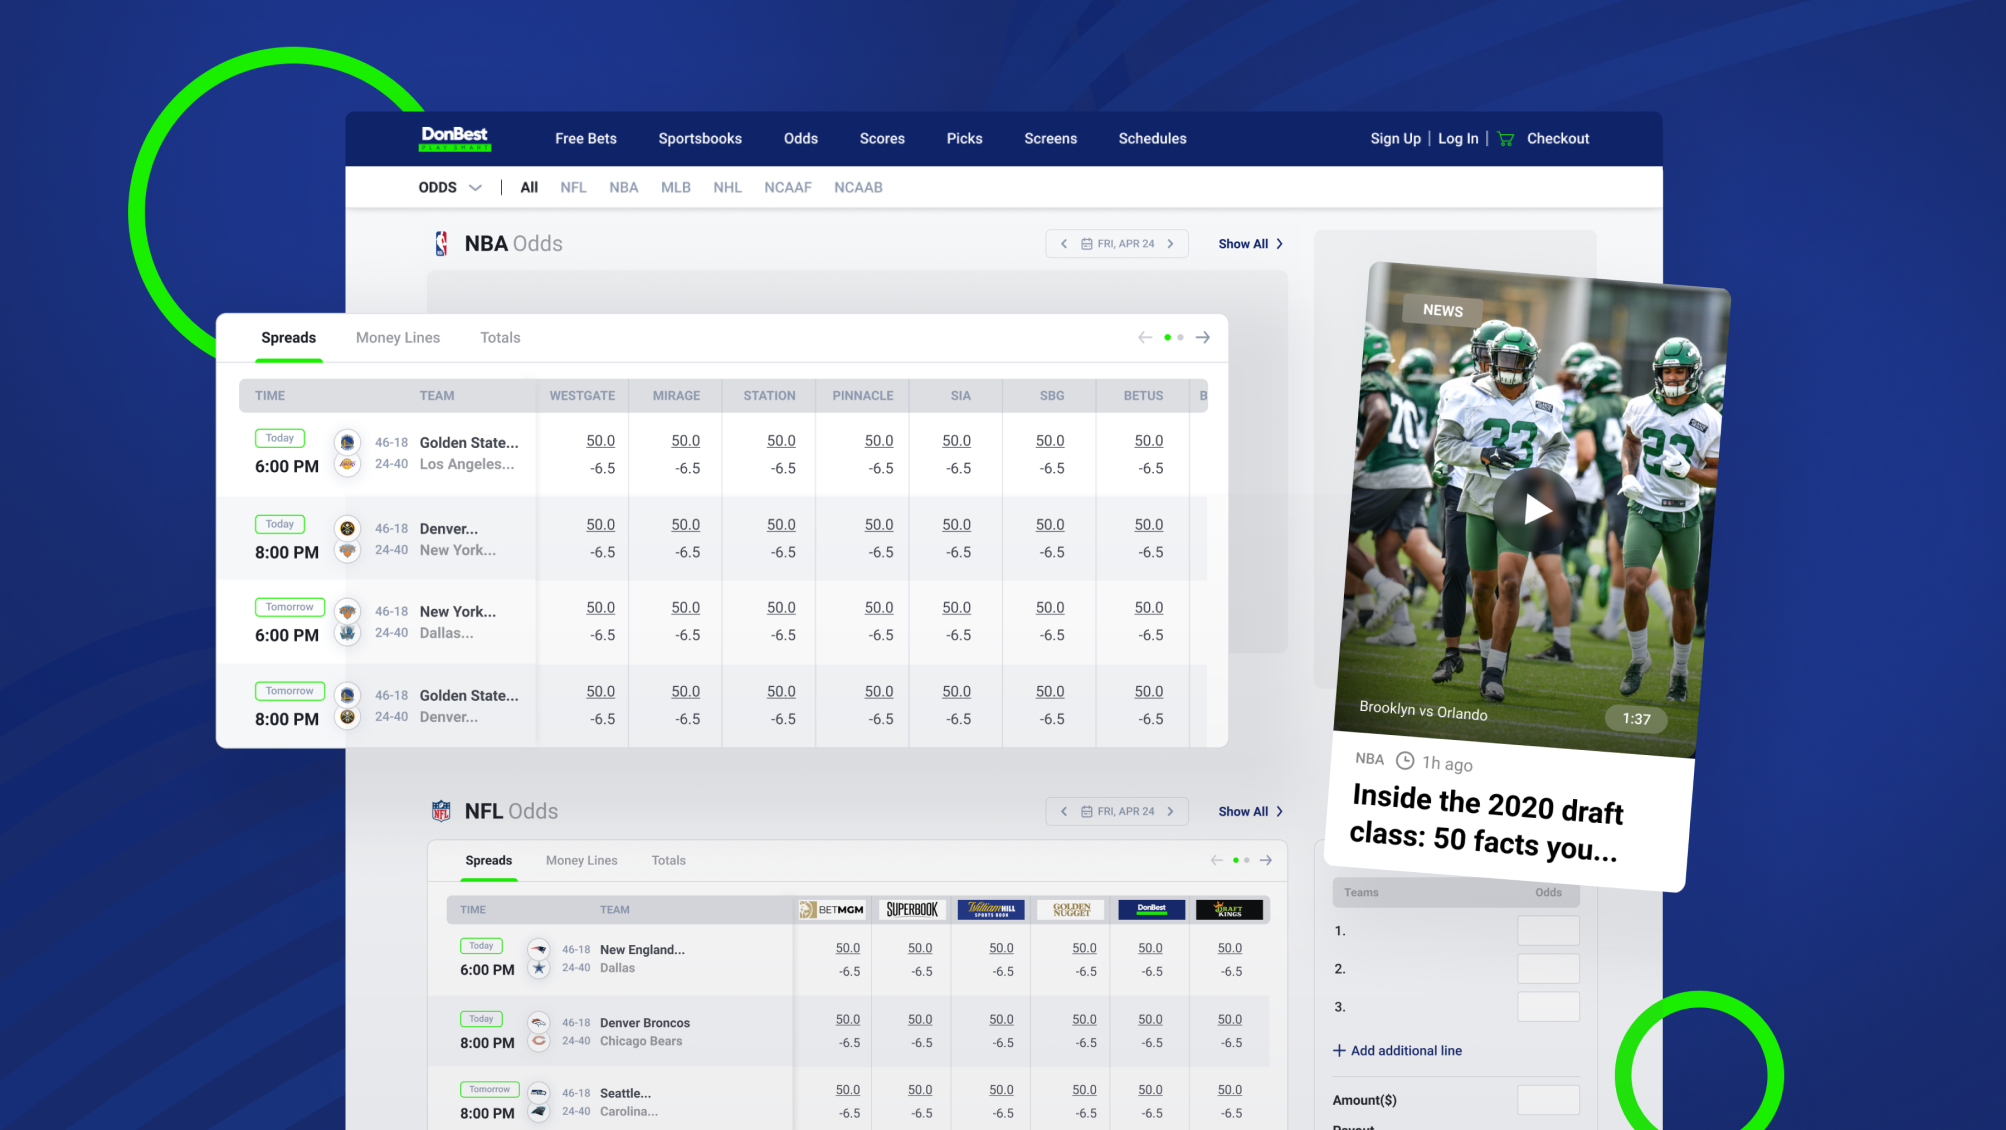 DonBest
PLAY SMART
Free Bets Sportsbooks Odds Scores Picks Screens Schedules Sign Up | Log In | Checkout
ODDS | All NFL NBA MLB NHL NCAAF NCAAB
NBA Odds FRI, APR 24 Show All
Spreads Money Lines Totals
TIME TEAM WESTGATE MIRAGE STATION PINNACLE SIA SBG BETUS B
Today 46-18 Golden State... 50.0 50.0 50.0 50.0 50.0 50.0 50.0
6:00 PM 24-40 Los Angeles... -6.5 -6.5 -6.5 -6.5 -6.5 -6.5 -6.5
Today 46-18 Denver... 50.0 50.0 50.0 50.0 50.0 50.0 50.0
8:00 PM 24-40 New York... -6.5 -6.5 -6.5 -6.5 -6.5 -6.5 -6.5
Tomorrow 46-18 New York... 50.0 50.0 50.0 50.0 50.0 50.0 50.0
6:00 PM 24-40 Dallas... -6.5 -6.5 -6.5 -6.5 -6.5 -6.5 -6.5
Tomorrow 46-18 Golden State... 50.0 50.0 50.0 50.0 50.0 50.0 50.0
8:00 PM 24-40 Denver... -6.5 -6.5 -6.5 -6.5 -6.5 -6.5 -6.5
NEWS
33
23
Brooklyn vs Orlando 1:37
NBA 1h ago
Inside the 2020 draft
class: 50 facts you...
NFL
NFL Odds FRI, APR 24 Show All
Spreads Money Lines Totals
TIME TEAM BETMGM SUPERBOOK William HILL SPORTS BOOK GOLDEN NUGGET DonBest DRAFT KINGS
Today 46-18 New England... 50.0 50.0 50.0 50.0 50.0 50.0
6:00 PM 24-40 Dallas -6.5 -6.5 -6.5 -6.5 -6.5 -6.5
Today 46-18 Denver Broncos 50.0 50.0 50.0 50.0 50.0 50.0
8:00 PM 24-40 Chicago Bears -6.5 -6.5 -6.5 -6.5 -6.5 -6.5
Tomorrow 46-18 Seattle... 50.0 50.0 50.0 50.0 50.0 50.0
8:00 PM 24-40 Carolina... -6.5 -6.5 -6.5 -6.5 -6.5 -6.5
Teams Odds
1.
2.
3.
+ Add additional line
Amount($)
Payout